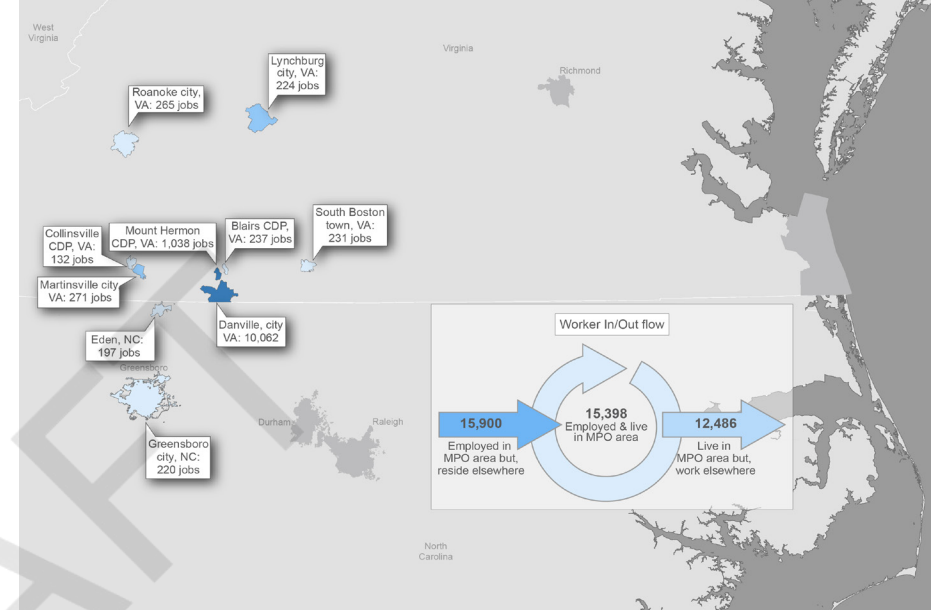 West
Virginia
Virginia
Richmond
Lynchburg
city, VA:
224 jobs
Roanoke city,
VA: 265 jobs
Collinsville
CDP, VA:
132 jobs
Mount Hermon
CDP, VA: 1,038 jobs
Blairs CDP,
VA: 237 jobs
South Boston
town, VA:
231 jobs
Martinsville city
VA: 271 jobs
Eden, NC:
197 jobs
Danville, city
VA: 10,062
Greensboro
Greensboro
city, NC:
220 jobs
Durham
Raleigh
North
Carolina
Worker In/Out flow
15,900
Employed in
MPO area but,
reside elsewhere
15,398
Employed & live
in MPO area
12,486
Live in
MPO area but,
work elsewhere